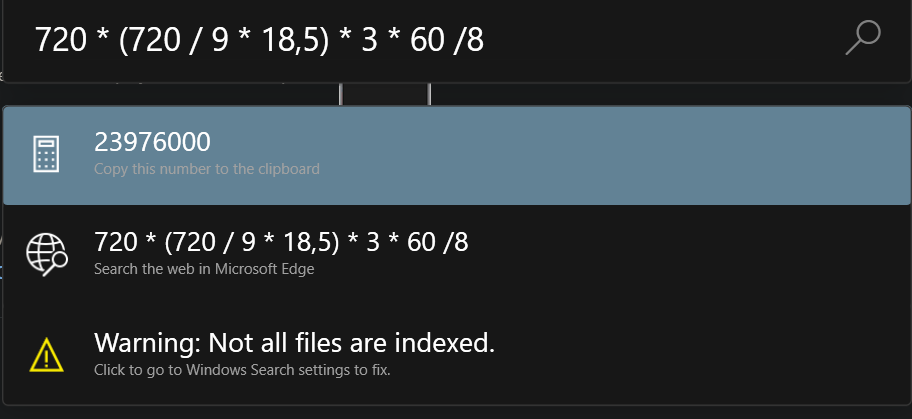 720 * (720 / 9 * 18,5) * 3 * 60 /8
23976000
Copy this number to the clipboard
720 * (720 / 9 * 18,5) * 3 * 60 /8
Search the web in Microsoft Edge
Warning: Not all files are indexed.
Click to go to Windows Search settings to fix.